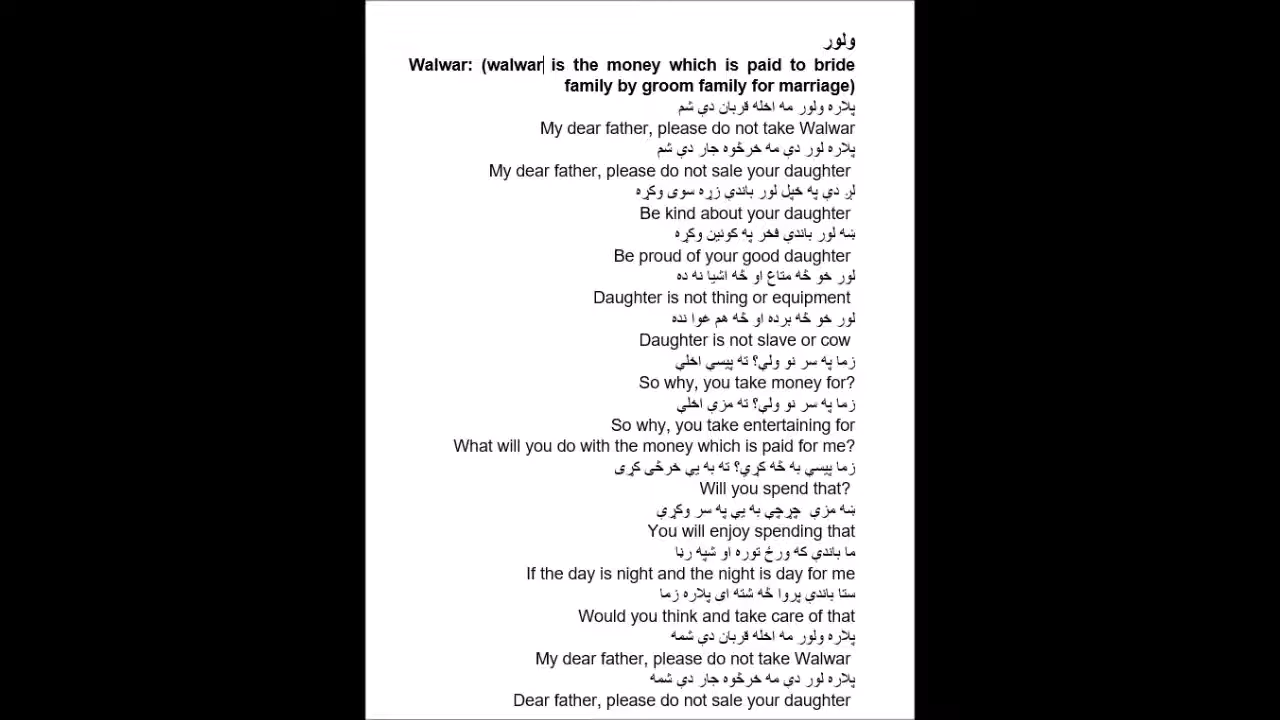 ولور
Walwar: (walwar is the money which is paid to bride
family by groom family for marriage)
پلاره ولور مه اخله قربان دې شم
My dear father, please do not take Walwar
پلاره لور دې مه خرڅوه جار دې شم
My dear father, please do not sale your daughter
لږ دې په خپل لور باندې زړه سوی وکړه
Be kind about your daughter
ښه لور باندې فخر په کونین وکړه
Be proud of your good daughter
لور خو څه متاع او څه اشیا نه ده
Daughter is not thing or equipment
لور خو څه برده او څه هم غوا نده
Daughter is not slave or cow
زما په سر نو ولې؟ ته پیسې اخلې
So why, you take money for?
زما په سر نو ولې؟ ته مزې اخلې
So why, you take entertaining for
What will you do with the money which is paid for me?
زما پیسې به څه کړې؟ ته به یې خرڅی کړی
Will you spend that?
ښه مزې چړچې به یې په سر وکړې
You will enjoy spending that
ما باندې که ورځ توره او شپه رڼا
If the day is night and the night is day for me
ستا باندې پروا څه شته ای پلاره زما
Would you think and take care of that
پلاره ولور مه اخله قربان دې شمه
My dear father, please do not take Walwar
پلاره لور دې مه خرڅوه جار دې شمه
Dear father, please do not sale your daughter